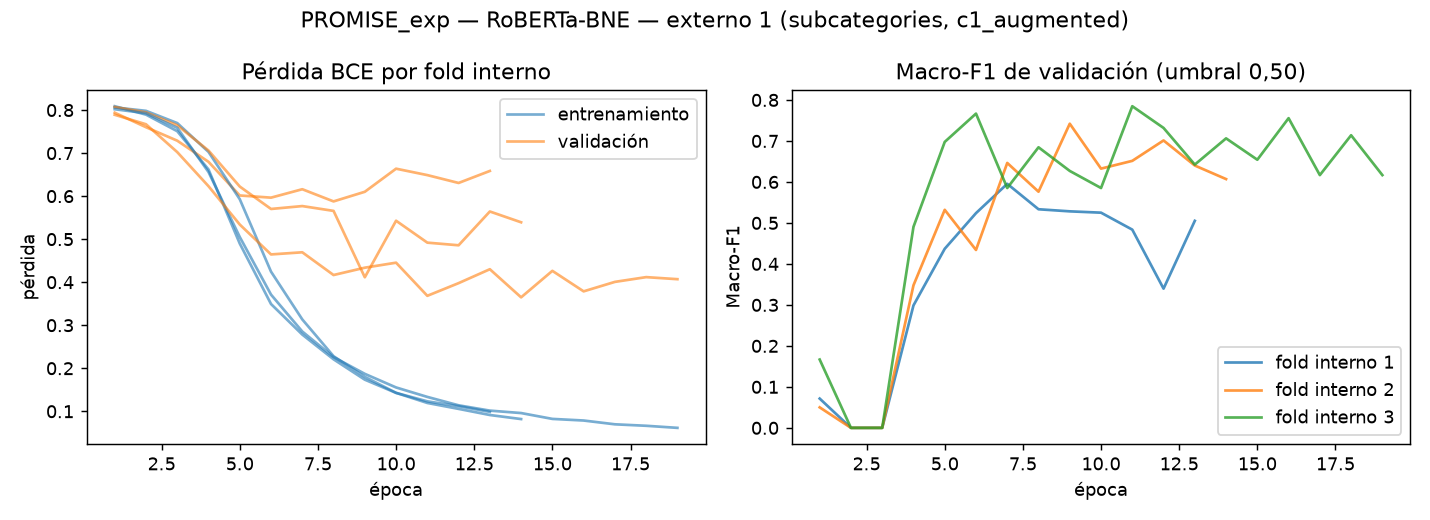 PROMISE_exp — RoBERTa-BNE — externo 1 (subcategories, c1_augmented)
Pérdida BCE por fold interno
0.8
0.7
0.6
0.5
0.4
0.3
0.2
0.1
pérdida
2.5 5.0 7.5 10.0 12.5 15.0 17.5
época
entrenamiento
validación
Macro-F1 de validación (umbral 0,50)
0.8
0.7
0.6
0.5
0.4
0.3
0.2
0.1
0.0
Macro-F1
2.5 5.0 7.5 10.0 12.5 15.0 17.5
época
fold interno 1
fold interno 2
fold interno 3